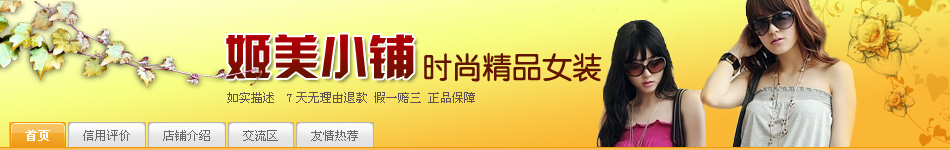 姬美小铺 时尚精品女装
如实描述 7天无理由退款 假一赔三 正品保障
首页 信用评价 店铺介绍 交流区 友情热荐